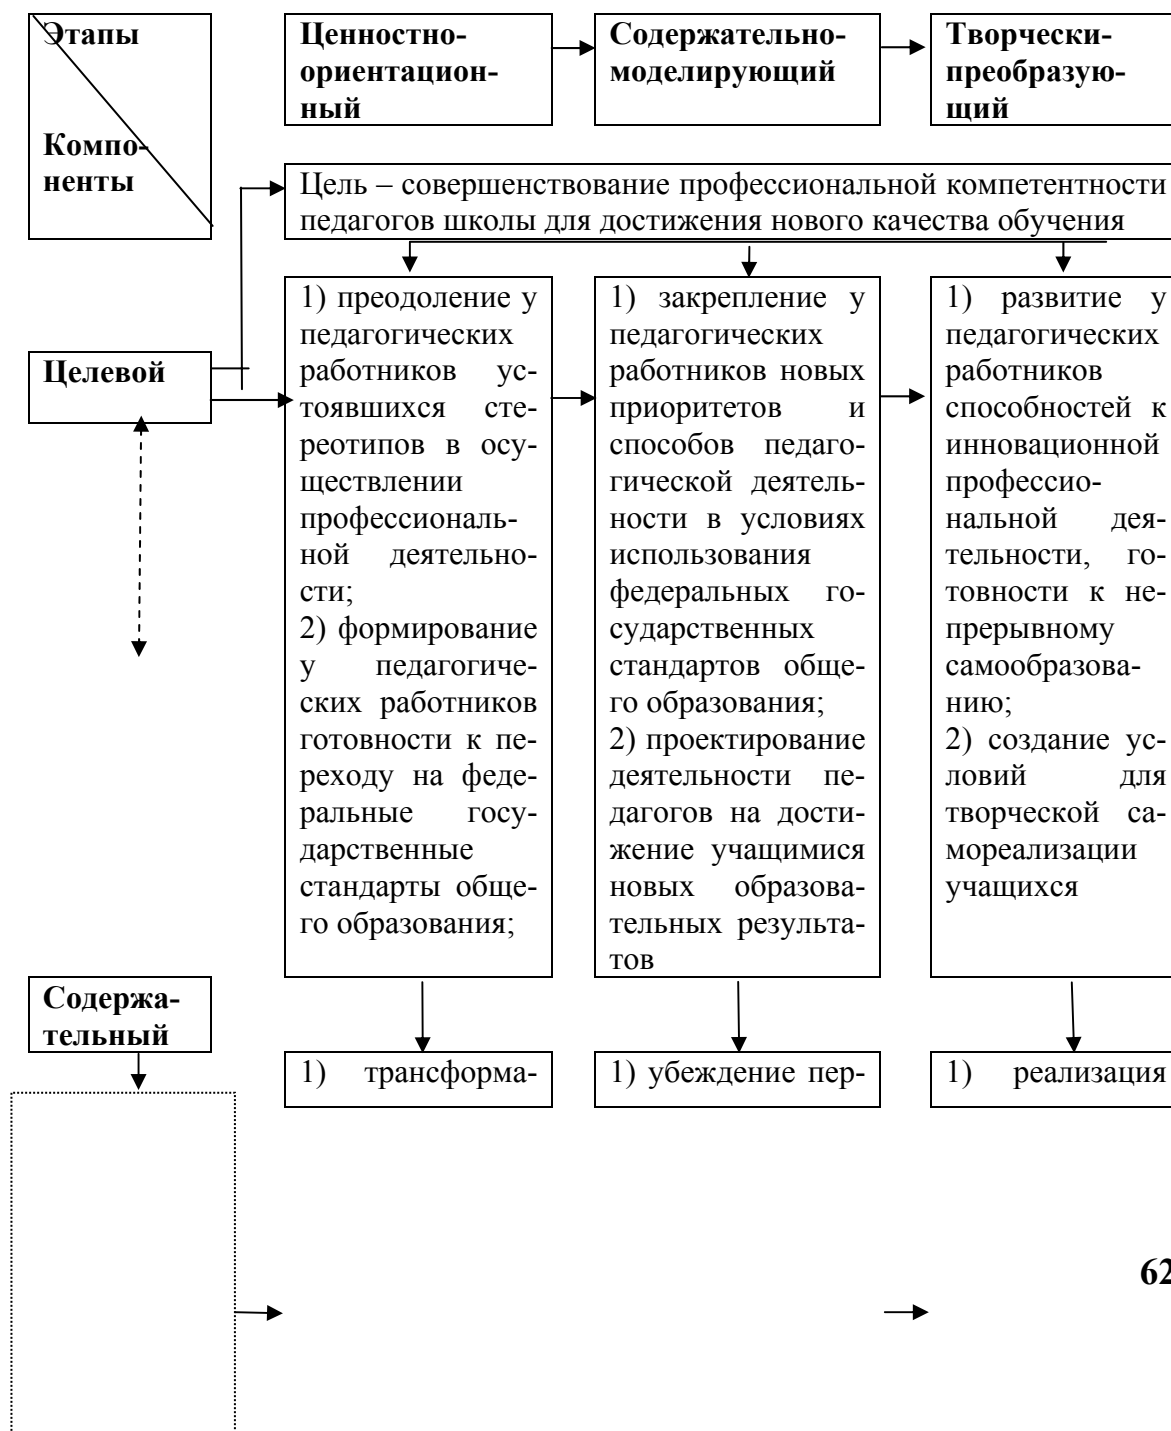 Этапы
Компо-
ненты
Ценностно-
ориентацион-
ный
Содержательно-
моделирующий
Творчески-
преобразую-
щий
Цель – совершенствование профессиональной компетентности
педагогов школы для достижения нового качества обучения
Целевой
1) преодоление у
педагогических
работников ус-
тоявшихся сте-
реотипов в осу-
ществлении
профессиональ-
ной деятельно-
сти;
2) формирование
у педагогиче-
ских работников
готовности к пе-
реходу на феде-
ральные госу-
дарственные
стандарты обще-
го образования;
1) закрепление у
педагогических
работников новых
приоритетов и
способов педаго-
гической деятель-
ности в условиях
использования
федеральных го-
сударственных
стандартов обще-
го образования;
2) проектирование
деятельности пе-
дагогов на дости-
жение учащимися
новых образова-
тельных результа-
тов
1) развитие у
педагогических
работников
способностей к
инновационной
профессио-
нальной дея-
тельности, го-
товности к не-
прерывному
самообразова-
нию;
2) создание ус-
ловий для
творческой са-
мореализации
учащихся
Содержа-
тельный
1) трансформа-
1) убеждение пер-
1) реализация
62